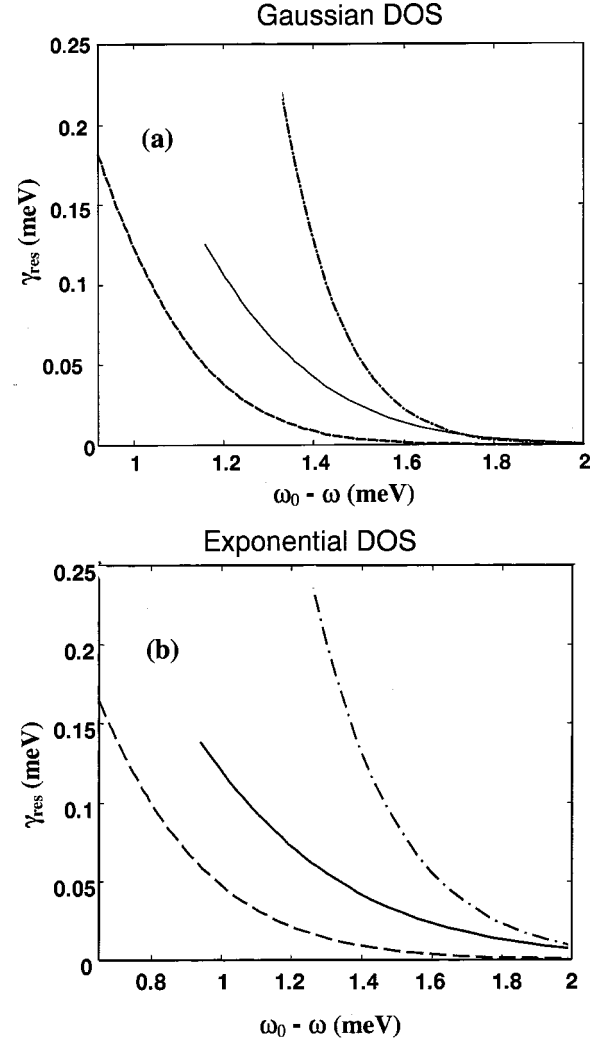 Gaussian DOS
0.25
0.2
0.15
0.1
0.05
0
(a)
γres (meV)
1 1.2 1.4 1.6 1.8 2
ω0 - ω (meV)
Exponential DOS
0.25
0.2
0.15
0.1
0.05
0
(b)
γres (meV)
0.8 1 1.2 1.4 1.6 1.8 2
ω0 - ω (meV)